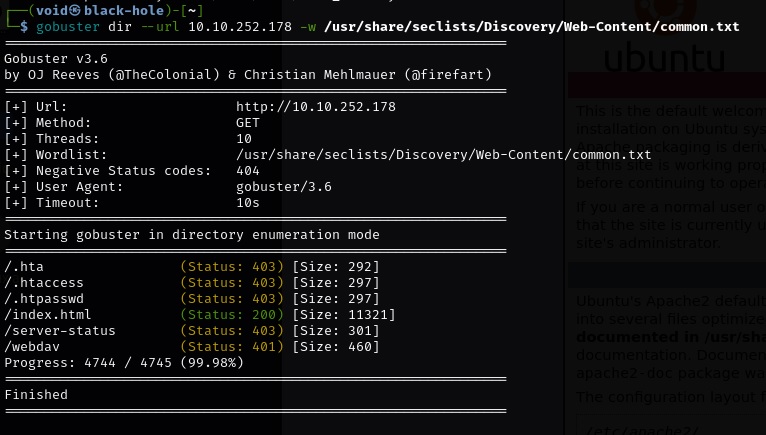 ┌──(void㉿black-hole)-[~]
└─$ gobuster dir --url 10.10.252.178 -w /usr/share/seclists/Discovery/Web-Content/common.txt
===============================================================
Gobuster v3.6
by OJ Reeves (@TheColonial) & Christian Mehlmauer (@firefart)
===============================================================
[+] Url:                     http://10.10.252.178
[+] Method:                  GET
[+] Threads:                 10
[+] Wordlist:                /usr/share/seclists/Discovery/Web-Content/common.txt
[+] Negative Status codes:   404
[+] User Agent:              gobuster/3.6
[+] Timeout:                 10s
===============================================================
Starting gobuster in directory enumeration mode
===============================================================
/.hta                 (Status: 403) [Size: 292]
/.htaccess            (Status: 403) [Size: 297]
/.htpasswd            (Status: 403) [Size: 297]
/index.html           (Status: 200) [Size: 11321]
/server-status        (Status: 403) [Size: 301]
/webdav               (Status: 401) [Size: 460]
Progress: 4744 / 4745 (99.98%)
===============================================================
Finished
===============================================================
ubuntu
This is the default welcom
installation on Ubuntu sys
Apache packaging is deriv
at this site is working prop
before continuing to opera
If you are a normal user o
that the site is currently u
site's administrator.
Ubuntu's Apache2 default
into several files optimize
documented in /usr/sha
documentation. Documen
apache2-doc package wa
The configuration layout f
/etc/apache2/